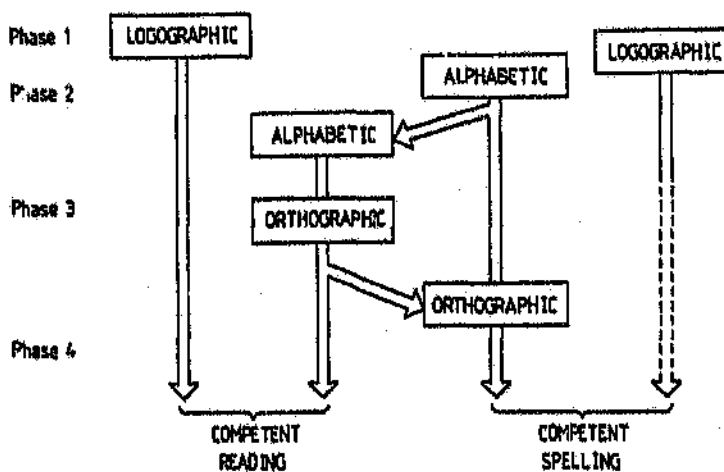 Phase 1
LOGOGRAPHIC
LOGOGRAPHIC
ALPHABETIC
Phase 2
ALPHABETIC
Phase 3
ORTHOGRAPHIC
ORTHOGRAPHIC
Phase 4
COMPETENT
READING
COMPETENT
SPELLING